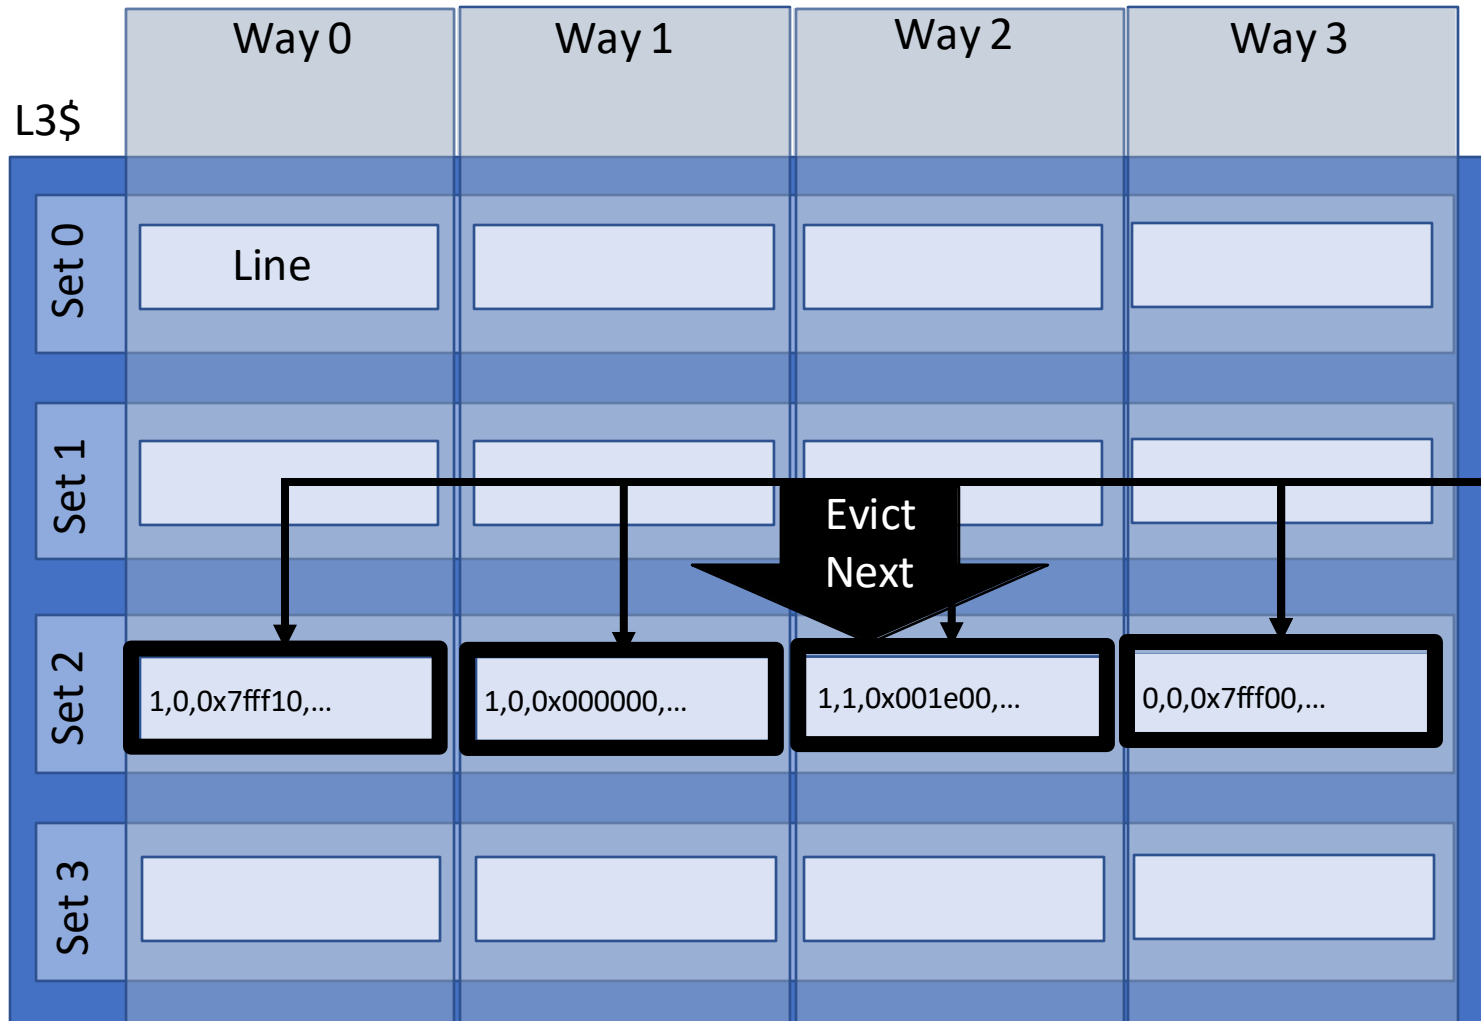 Way 0
Way 1
Way 2
Way 3
L3$
Set 0
Line
Set 1
Evict
Next
Set 2
1,0,0x7fff10,...
1,0,0x000000,...
1,1,0x001e00,...
0,0,0x7fff00,...
Set 3